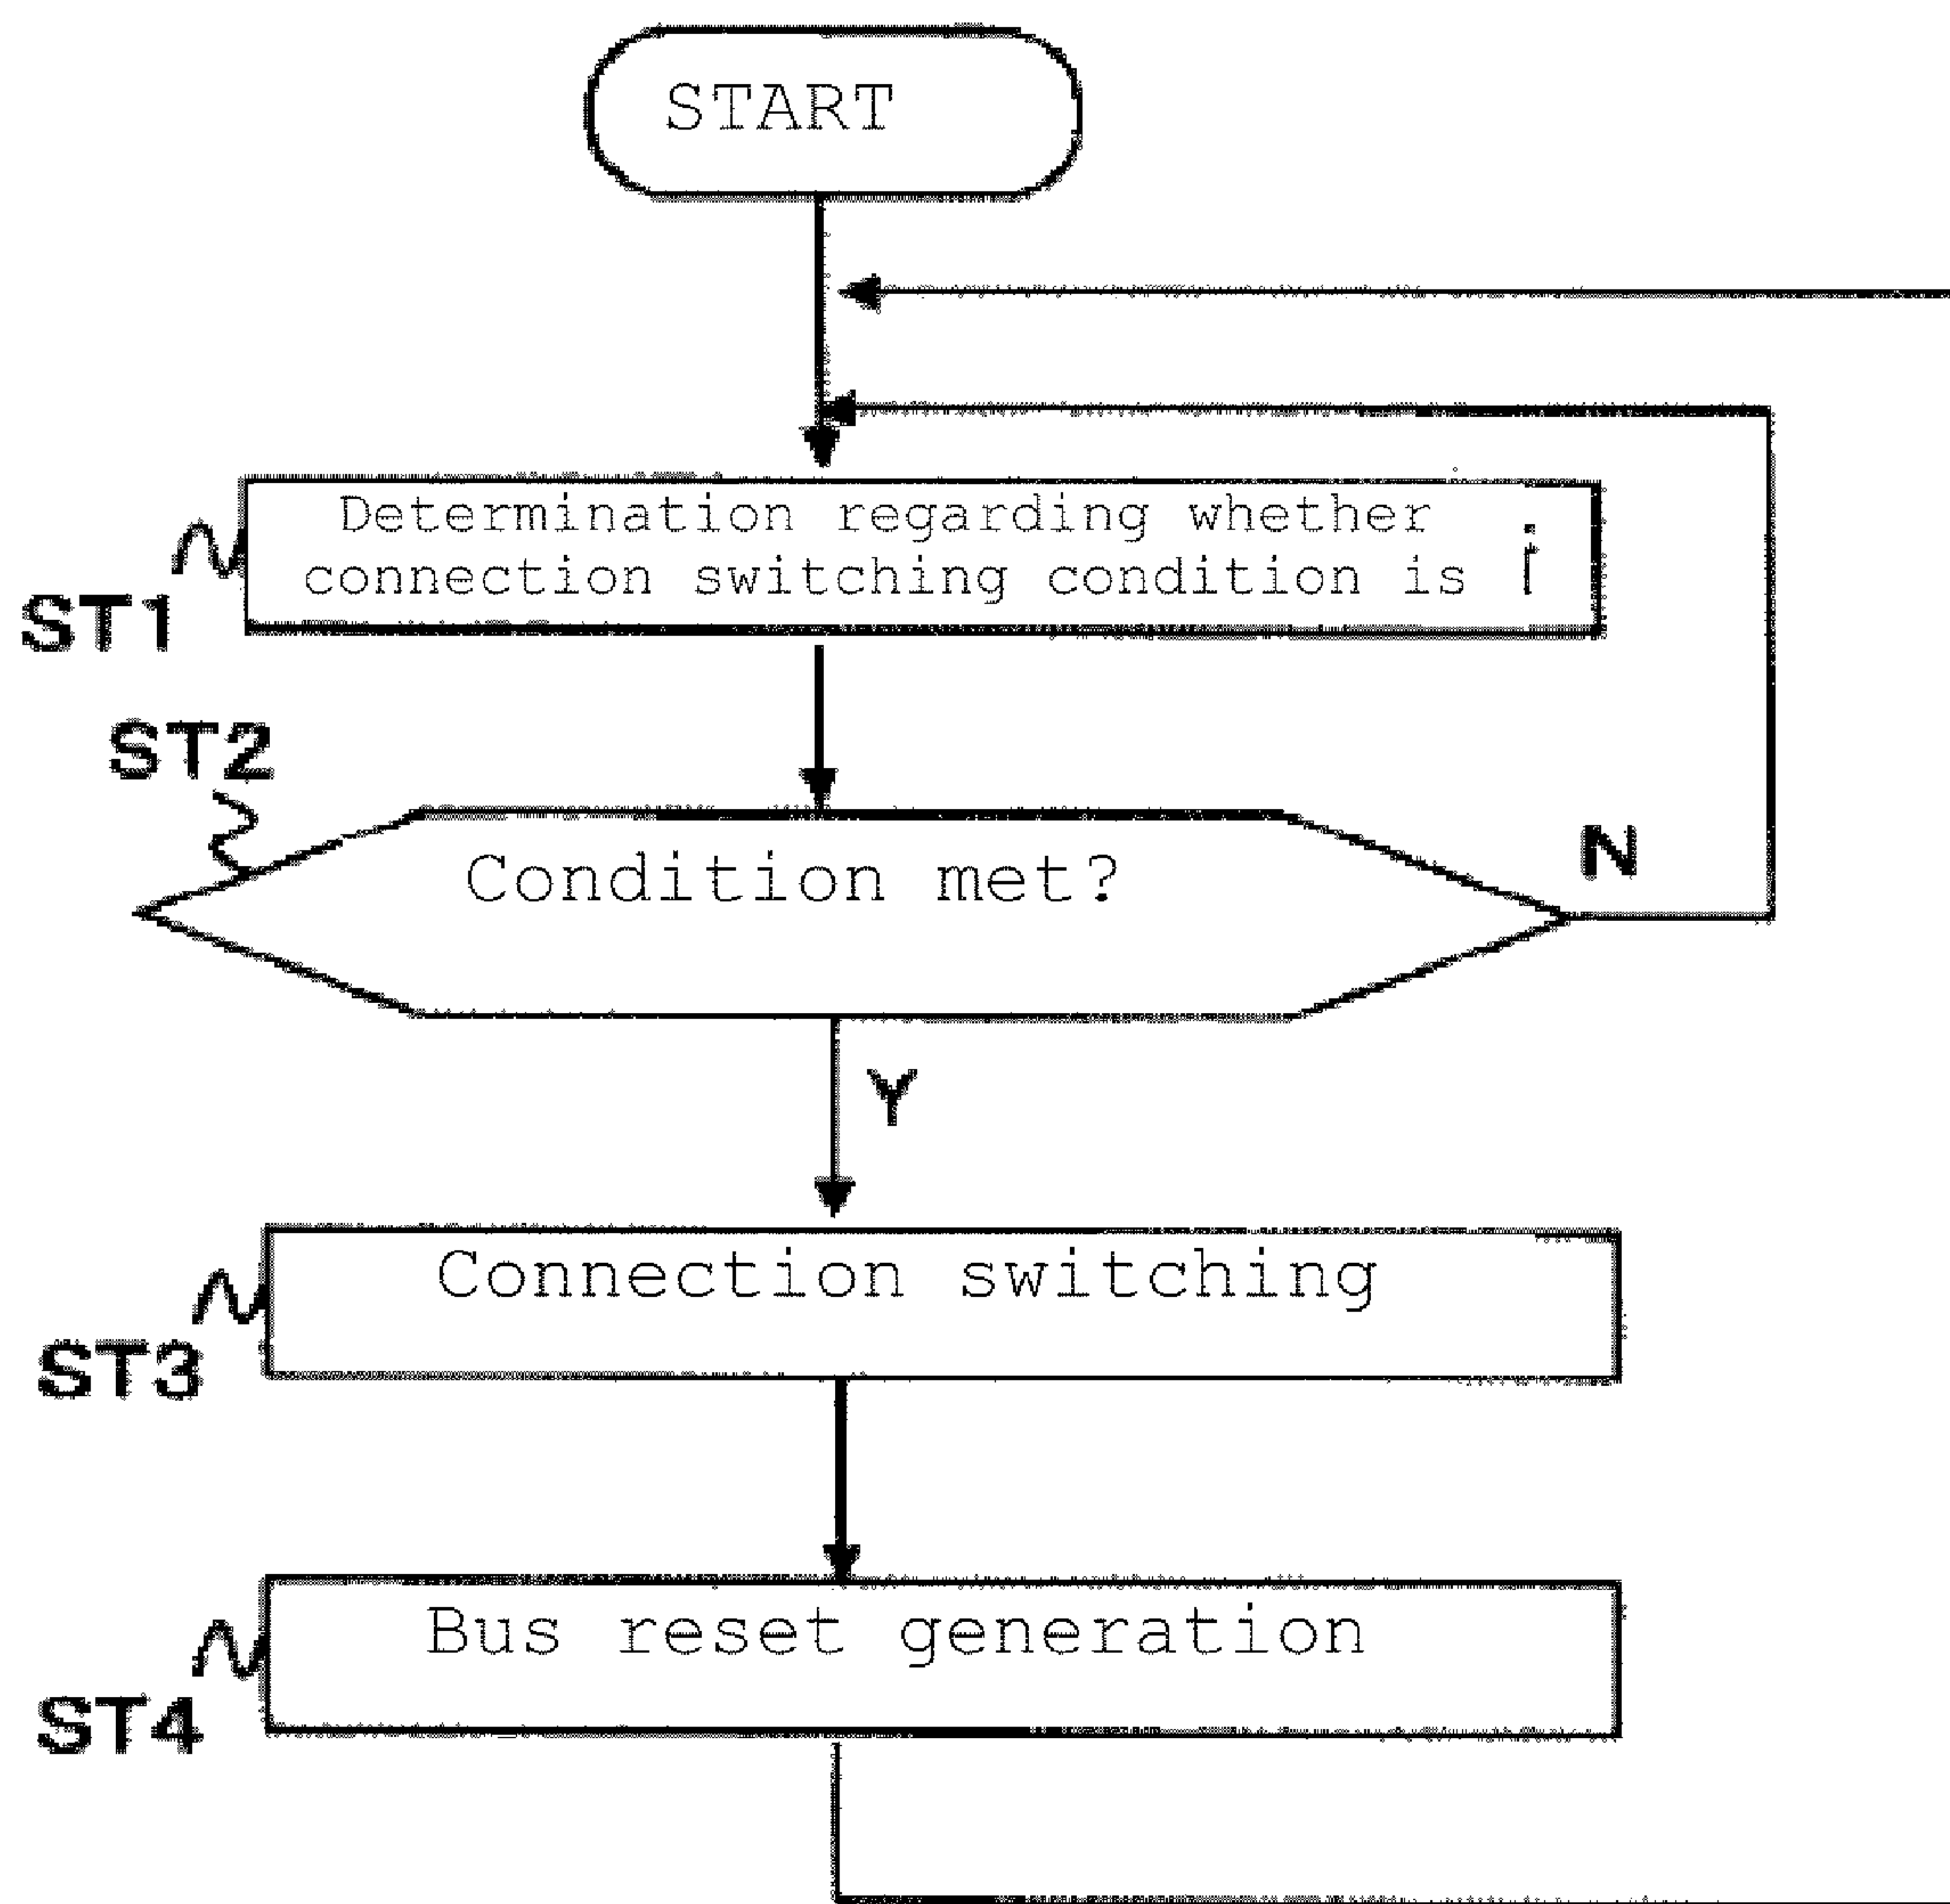 START
Determination regarding whether
connection switching condition is
ST1
ST2
Condition met?
N
Y
Connection switching
ST3
Bus reset generation
ST4